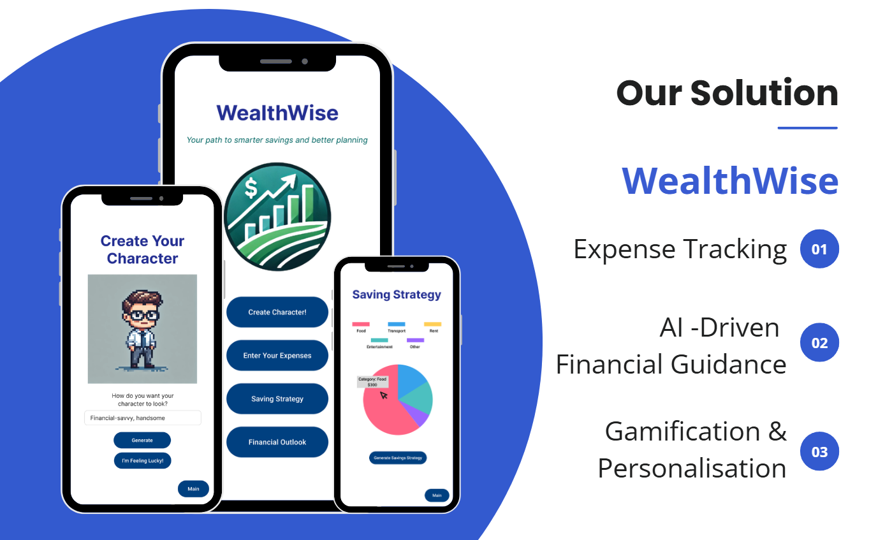 Our Solution
WealthWise
Expense Tracking
01
AI -Driven
Financial Guidance
02
Gamification &
Personalisation
03
WealthWise
Your path to smarter savings and better planning
$
Create Character!
Enter Your Expenses
Saving Strategy
Financial Outlook
Create Your
Character
How do you want your
character to look?
Financial-savvy, handsome
Generate
I'm Feeling Lucky!
Main
Saving Strategy
Food
Transport
Rent
Entertainment
Other
Category: Food
$300
Generate Savings Strategy
Main